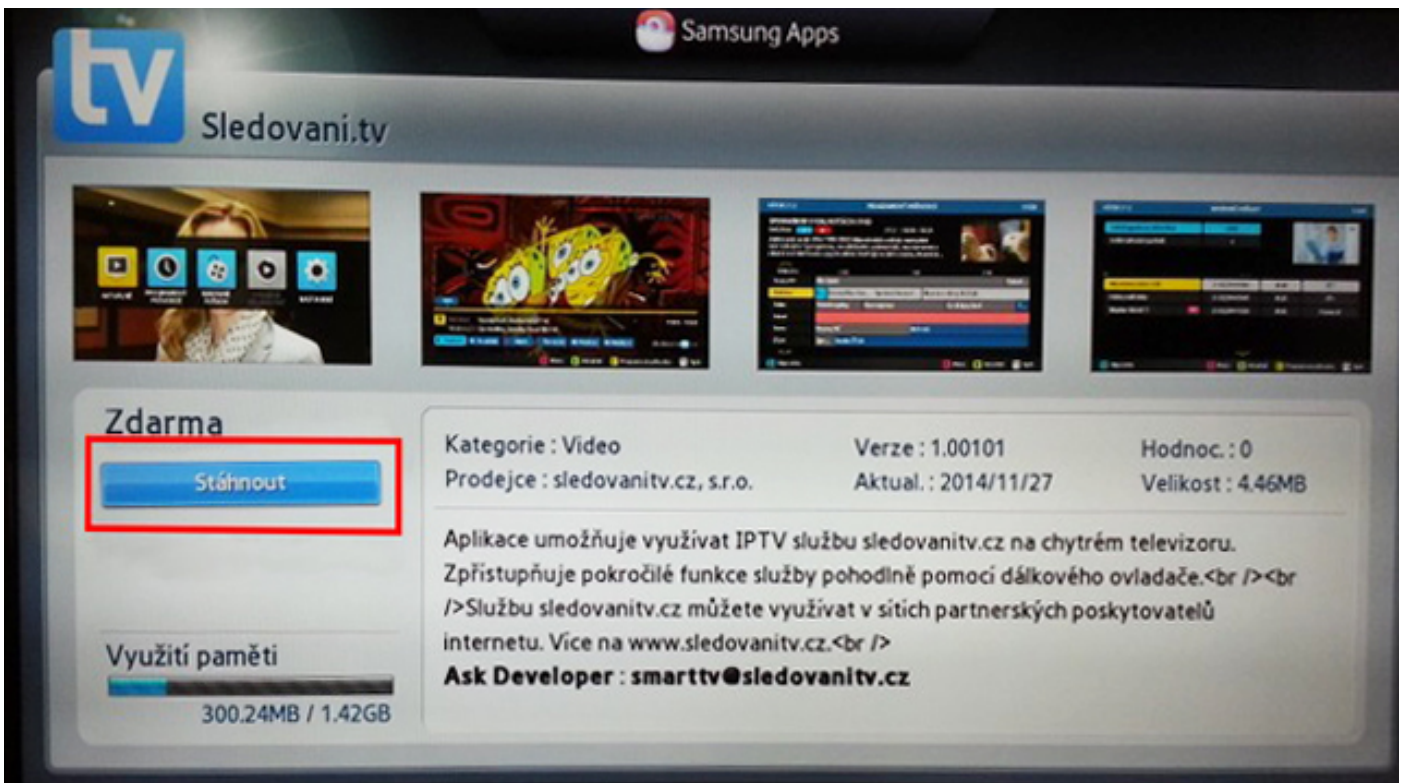 Samsung Apps
tv
Sledovani.tv
Zdarma
Stáhnout
Kategorie : Video
Verze : 1.00101
Hodnoc. : 0
Prodejce : sledovanitv.cz, s.r.o.
Aktual. : 2014/11/27
Velikost : 4.46MB
Aplikace umožňuje využívat IPTV službu sledovanitv.cz na chytrém televizoru.
Zpřístupňuje pokročilé funkce služby pohodlně pomocí dálkového ovladače.<br /><br
/>Službu sledovanitv.cz můžete využívat v sítích partnerských poskytovatelů
internetu. Více na www.sledovanitv.cz.<br />
Ask Developer : smarttv@sledovanitv.cz
Využití paměti
300.24MB / 1.42GB